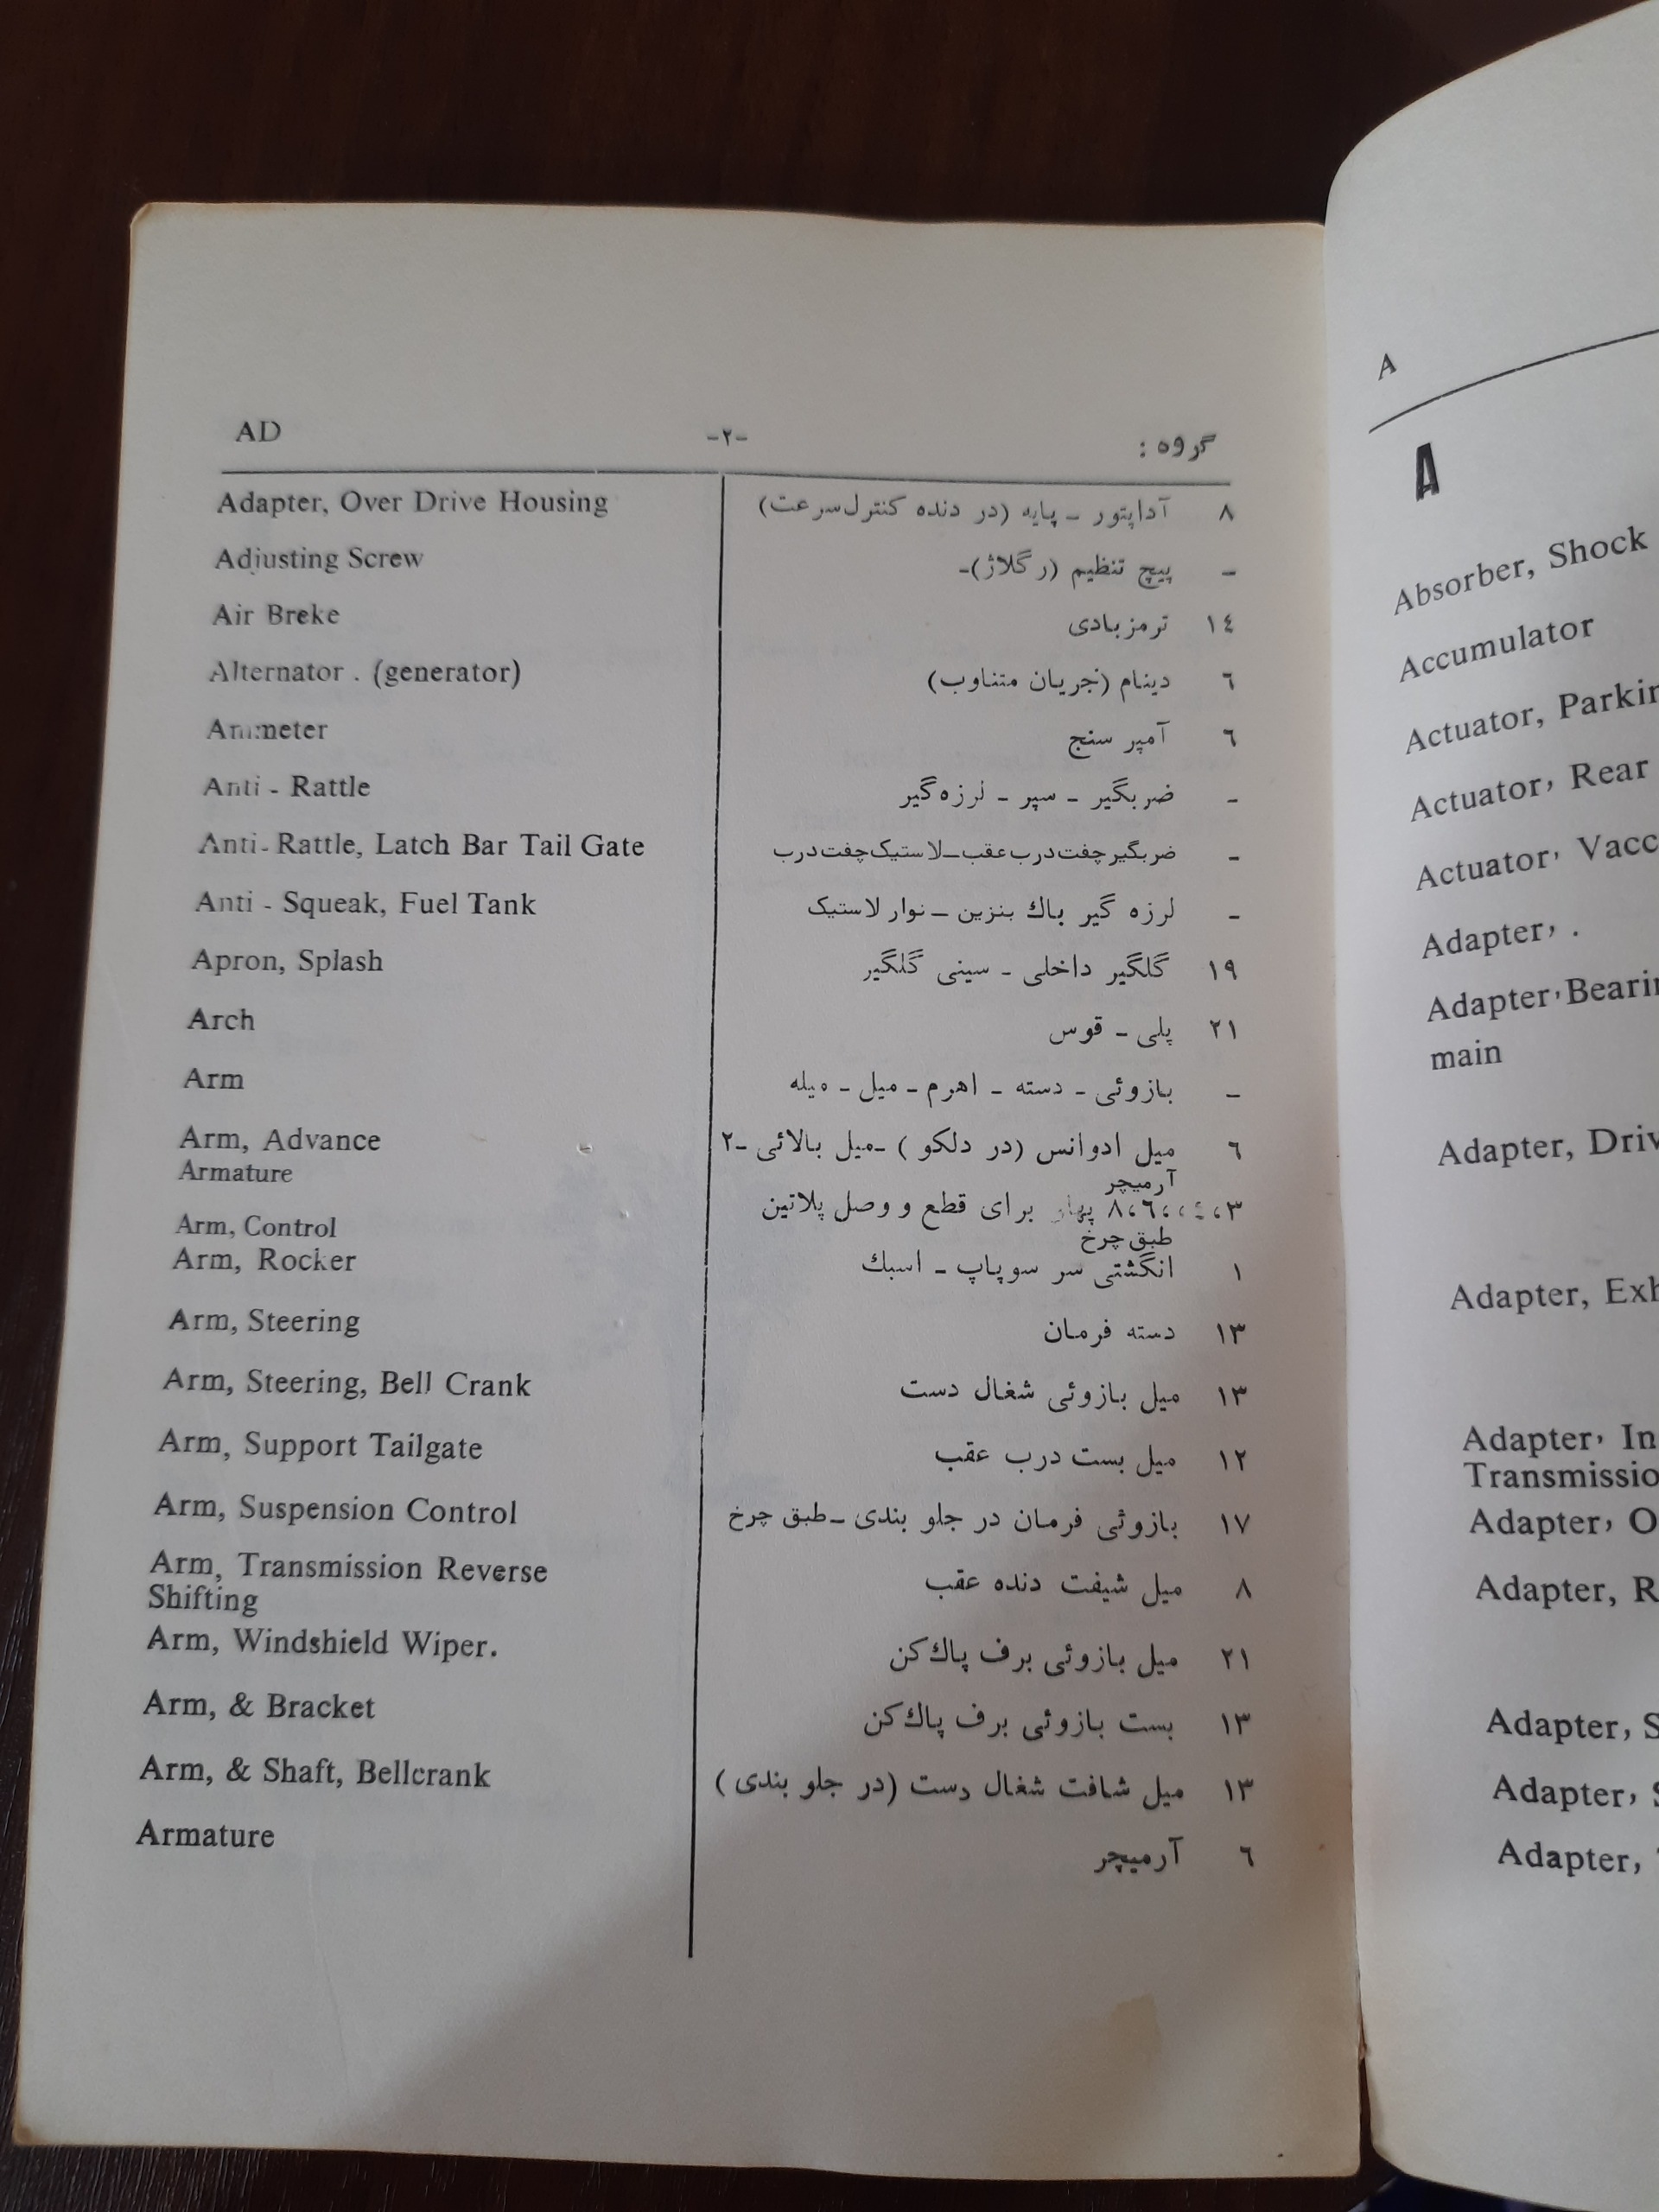 AD -۲- گروه :
Adapter, Over Drive Housing ۸ آداپتور - پایه (در دنده کنترل سرعت)
Adjusting Screw - پیچ تنظیم (رگلاژ)-
Air Breke ۱٤ ترمز بادی
Alternator . (generator) ٦ دینام (جریان متناوب)
Ammeter ٦ آمپر سنج
Anti - Rattle - ضربگیر - سپر - لرزه گیر
Anti - Rattle, Latch Bar Tail Gate - ضربگیر چفت درب عقب - لاستیک چفت درب
Anti - Squeak, Fuel Tank - لرزه گیر باك بنزین - نوار لاستیک
Apron, Splash ۱۹ گلگیر داخلی - سینی گلگیر
Arch ۲۱ پلی - قوس
Arm - بازوئی - دسته - اهرم - میل - میله
Arm, Advance ٦ میل ادوانس (در دلکو ) -میل بالائی -۲
Armature آرمیچر
۳،٤،،٦،۸ برای قطع و وصل پلاتین
Arm, Control طبق چرخ
Arm, Rocker ۱ انگشتی سر سوپاپ - اسبك
Arm, Steering ۱۳ دسته فرمان
Arm, Steering, Bell Crank ۱۳ میل بازوئی شغال دست
Arm, Support Tailgate ۱۲ میل بست درب عقب
Arm, Suspension Control ۱۷ بازوئی فرمان در جلو بندی - طبق چرخ
Arm, Transmission Reverse ۸ میل شیفت دنده عقب
Shifting
Arm, Windshield Wiper. ۲۱ میل بازوئی برف پاك کن
Arm, & Bracket ۱۳ بست بازوئی برف پاك کن
Arm, & Shaft, Bellcrank ۱۳ میل شافت شغال دست (در جلو بندی )
Armature ٦ آرمیچر
A
A
Absorber, Shock
Accumulator
Actuator,
Actuator, Rear
Actuator,
Adapter, .
Adapter,
main
Adapter,
Adapter,
Adapter,
Adapter,
Adapter,
Adapter,
Adapter,
Adapter,